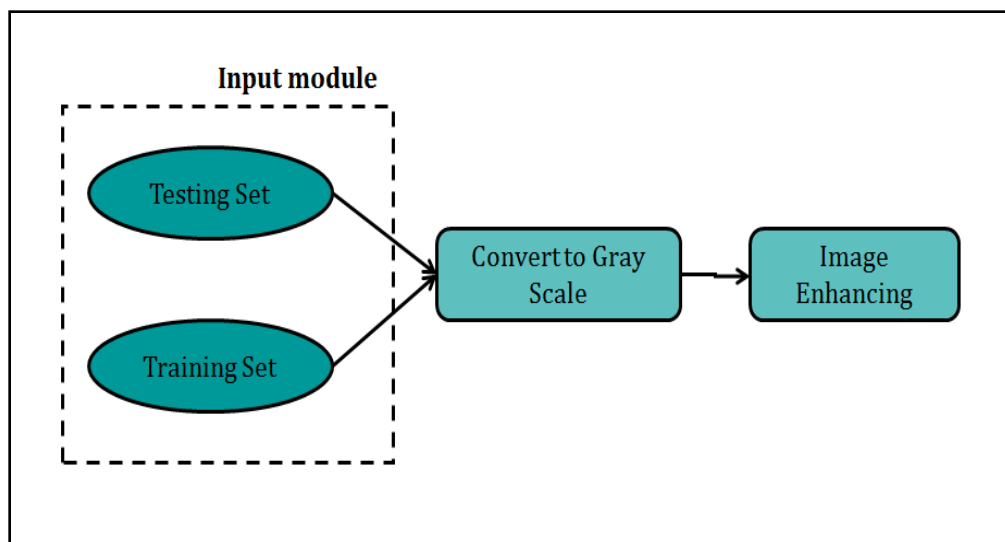 Input module
Testing Set
Training Set
Convert to Gray
Scale
Image
Enhancing